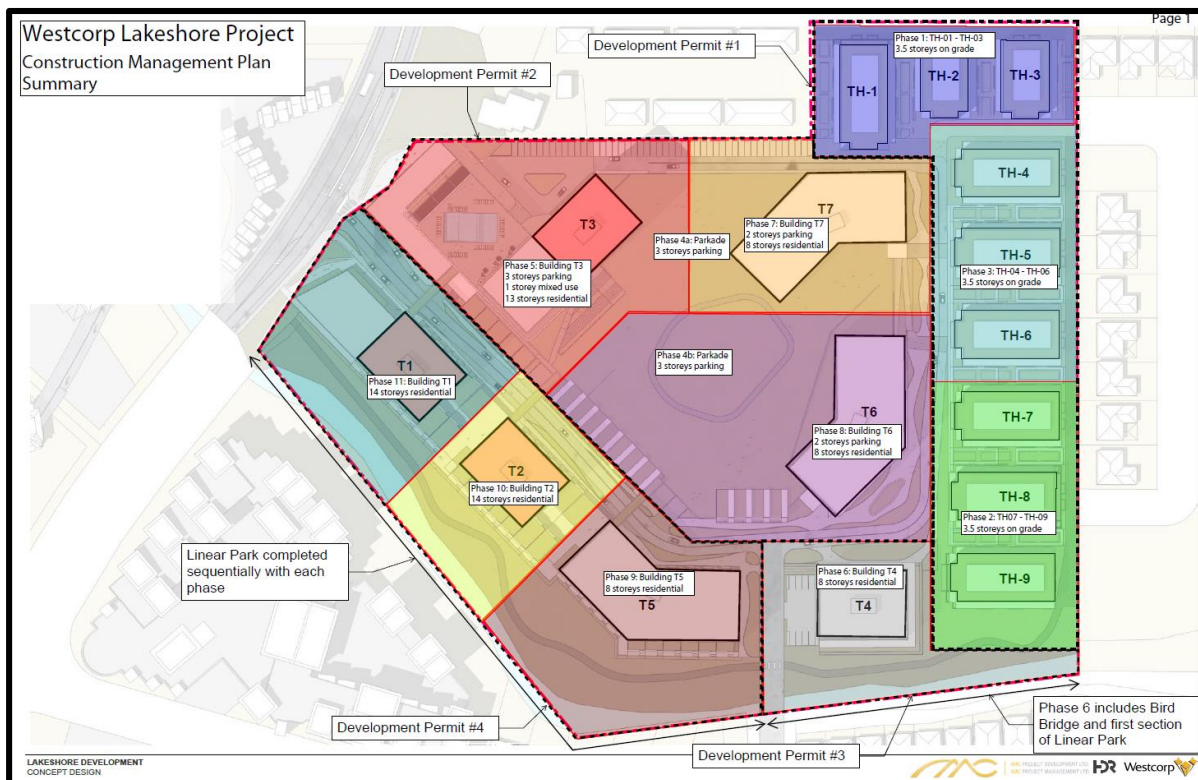 Page 1
Westcorp Lakeshore Project
Construction Management Plan
Summary
Development Permit #1
Development Permit #2
Phase 1: TH-01 - TH-03
3.5 storeys on grade
TH-1
TH-2
TH-3
TH-4
TH-5
Phase 3: TH-04 - TH-06
3.5 storeys on grade
TH-6
T3
Phase 5: Building T3
3 storeys parking
1 storey mixed use
13 storeys residential
Phase 4a: Parkade
3 storeys parking
T7
Phase 7: Building T7
2 storeys parking
8 storeys residential
T1
Phase 11: Building T1
14 storeys residential
Phase 4b: Parkade
3 storeys parking
T6
Phase 8: Building T6
2 storeys parking
8 storeys residential
TH-7
TH-8
Phase 2: TH07 - TH-09
3.5 storeys on grade
TH-9
T2
Phase 10: Building T2
14 storeys residential
Linear Park completed
sequentially with each
phase
Phase 9: Building T5
8 storeys residential
T5
Phase 6: Building T4
8 storeys residential
T4
Development Permit #4
Development Permit #3
Phase 6 includes Bird
Bridge and first section
of Linear Park
LAKESHORE DEVELOPMENT
CONCEPT DESIGN
PROJECT DEVELOPMENT LTD.
PROJECT MANAGEMENT LTD.
HDR
Westcorp